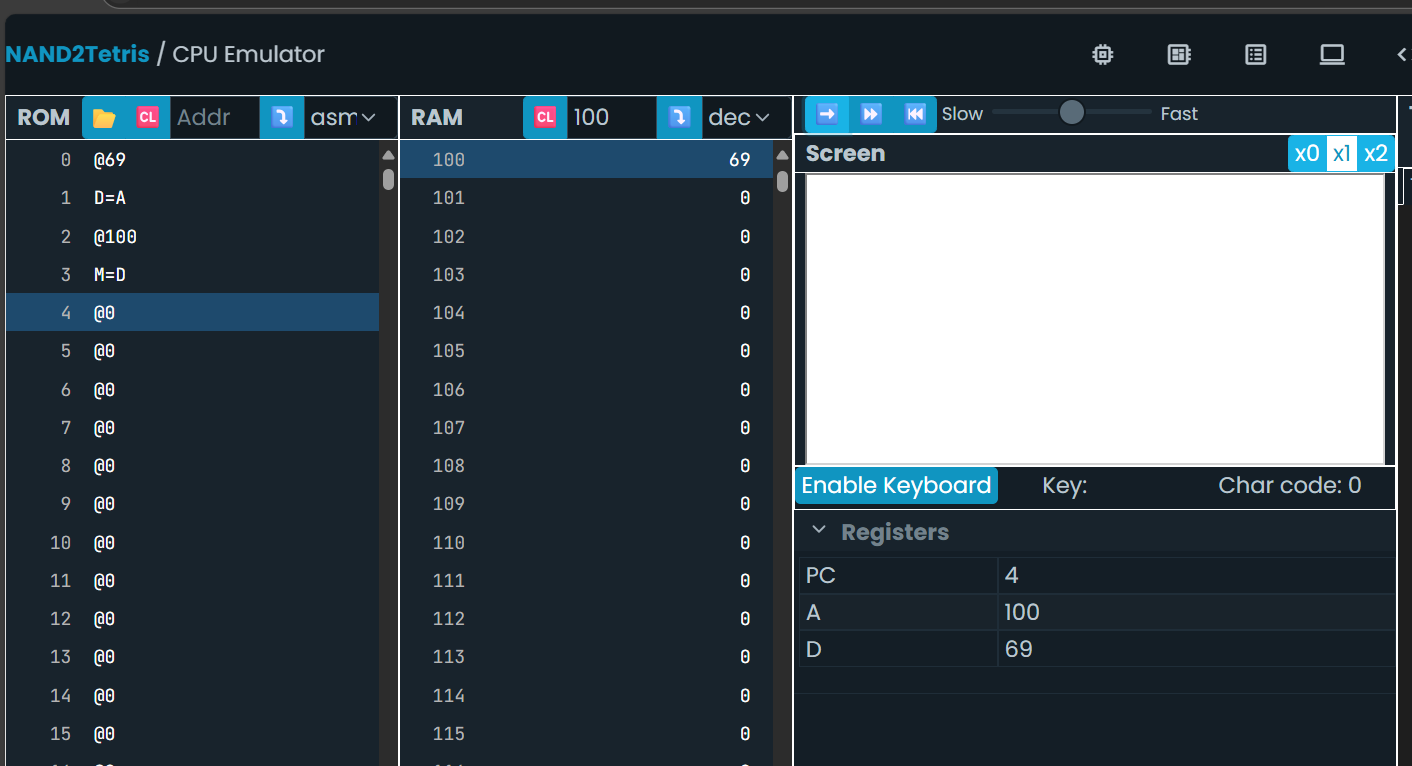 NAND2Tetris / CPU Emulator
ROM CL Addr asm
RAM CL 100 dec
Slow Fast
Screen x0 x1 x2
0 @69
1 D=A
2 @100
3 M=D
4 @0
5 @0
6 @0
7 @0
8 @0
9 @0
10 @0
11 @0
12 @0
13 @0
14 @0
15 @0
100 69
101 0
102 0
103 0
104 0
105 0
106 0
107 0
108 0
109 0
110 0
111 0
112 0
113 0
114 0
115 0
Enable Keyboard Key: Char code: 0
Registers
PC 4
A 100
D 69